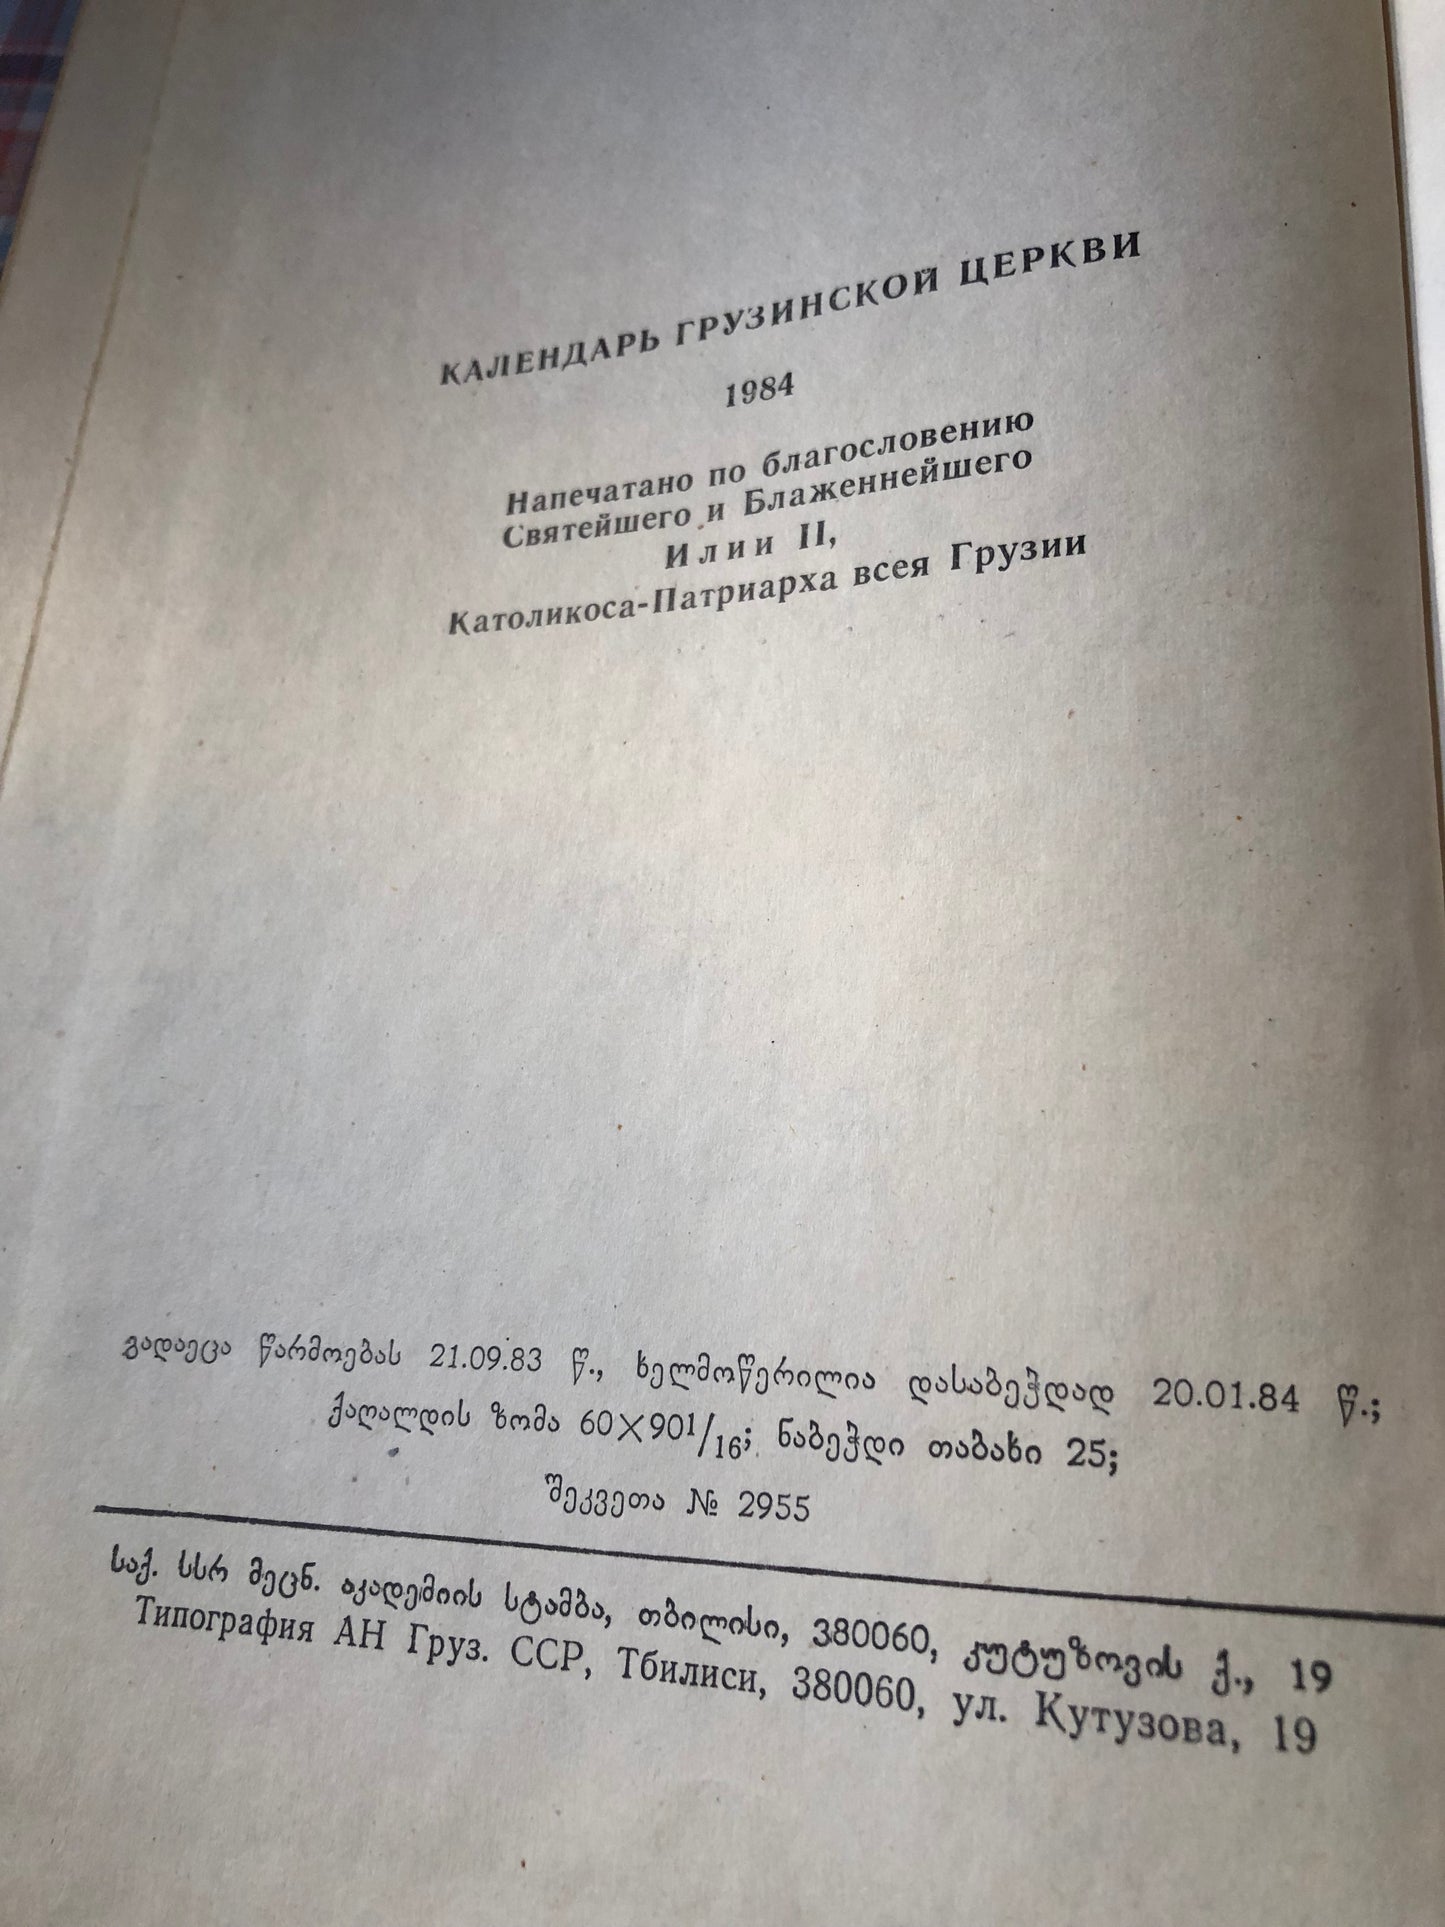 КАЛЕНДАРЬ ГРУЗИНСКОЙ ЦЕРКВИ
1984
Напечатано по благословению
Святейшего и Блаженнейшего
Илии II,
Католикоса-Патриарха всея Грузии
გადაეცა წარმოებას 21.09.83 წ., ხელმოწერილია დასაბეჭდად 20.01.84 წ.;
ქაღალდის ზომა 60×90¹/₁₆; ნაბეჭდი თაბახი 25;
შეკვეთა № 2955
საქ. სსრ მეცნ. აკადემიის სტამბა, თბილისი, 380060, კუტუზოვის ქ., 19
Типография АН Груз. ССР, Тбилиси, 380060, ул. Кутузова, 19